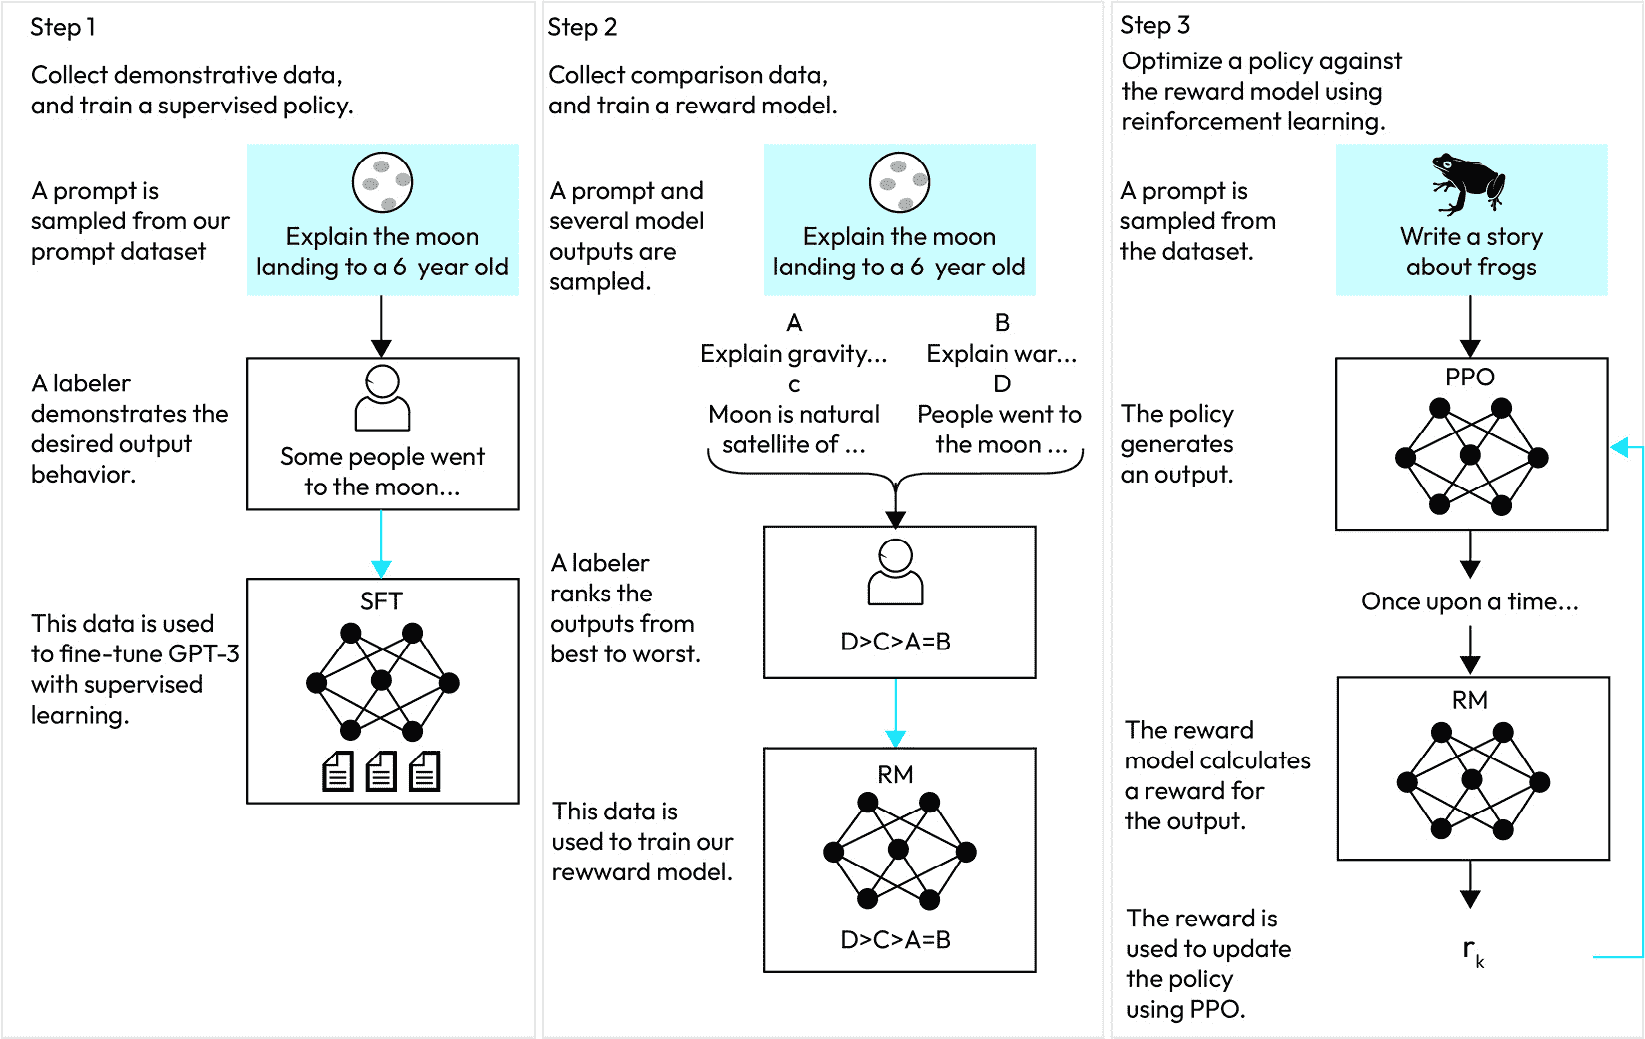 Step 1
Collect demonstrative data,
and train a supervised policy.
A prompt is
sampled from our
prompt dataset
Explain the moon
landing to a 6 year old
A labeler
demonstrates the
desired output
behavior.
Some people went
to the moon...
This data is used
to fine-tune GPT-3
with supervised
learning.
SFT
Step 2
Collect comparison data,
and train a reward model.
A prompt and
several model
outputs are
sampled.
Explain the moon
landing to a 6 year old
A
Explain gravity...
B
Explain war...
c
Moon is natural
satellite of ...
D
People went to
the moon ...
A labeler
ranks the
outputs from
best to worst.
D>C>A=B
This data is
used to train our
rewward model.
RM
D>C>A=B
Step 3
Optimize a policy against
the reward model using
reinforcement learning.
A prompt is
sampled from
the dataset.
Write a story
about frogs
The policy
generates
an output.
PPO
Once upon a time...
The reward
model calculates
a reward for
the output.
RM
The reward is
used to update
the policy
using PPO.
rk